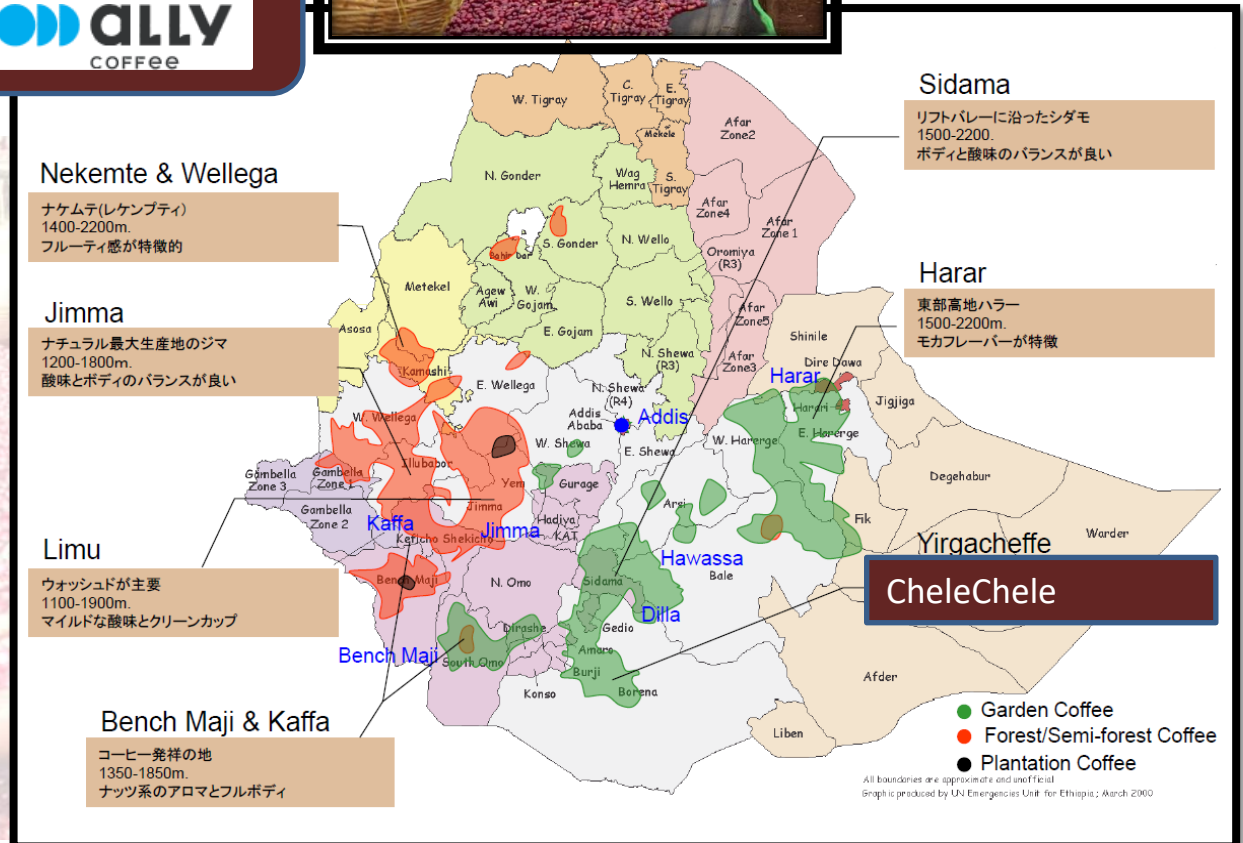 ally
COFFEE
Nekemte & Wellega
ナケムテ(レケンプティ)
1400-2200m.
フルーティ感が特徴的
Jimma
ナチュラル最大生産地のジマ
1200-1800m.
酸味とボディのバランスが良い
Limu
ウォッシュドが主要
1100-1900m.
マイルドな酸味とクリーンカップ
Bench Maji & Kaffa
コーヒー発祥の地
1350-1850m.
ナッツ系のアロマとフルボディ
Sidama
リフトバレーに沿ったシダモ
1500-2200.
ボディと酸味のバランスが良い
Harar
東部高地ハラー
1500-2200m.
モカフレーバーが特徴
Yirgacheffe
CheleChele
W. Tigray
C.
Tigray
E.
Tigray
Mekele
S.
Tigray
Afar
Zone2
N. Gonder
Wag
Hemra
Afar
Zone4
Afar
Zone 1
S. Gonder
N. Wello
Oromiya
(R3)
Bahir Dar
Metekel
Agew
Awi
W.
Gojam
S. Wello
Afar
Zone5
Asosa
E. Gojam
N. Shewa
(R3)
Afar
Zone3
Shinile
Dire Dawa
Kamashi
E. Wellega
N. Shewa
(R4)
Harar
Harari
Jigjiga
W. Wellega
Addis
Ababa
Addis
W. Shewa
E. Shewa
W. Harerge
E. Harerge
Gambella
Zone 3
Gambella
Zone 1
Illubabor
Yem
Gurage
Degehabur
Gambella
Zone 2
Jimma
Arsi
Kaffa
Jimma
Hadiya
KAT
Fik
Warder
Keficho Shekicho
Hawassa
Bale
Bench Maji
N. Omo
Sidama
Dilla
Gedio
Dirashe
Amaro
Bench Maji
South Omo
Burji
Konso
Borena
Afder
Liben
Garden Coffee
Forest/Semi-forest Coffee
Plantation Coffee
All boundaries are approximate and unofficial
Graphic produced by UN Emergencies Unit for Ethiopia; March 2000